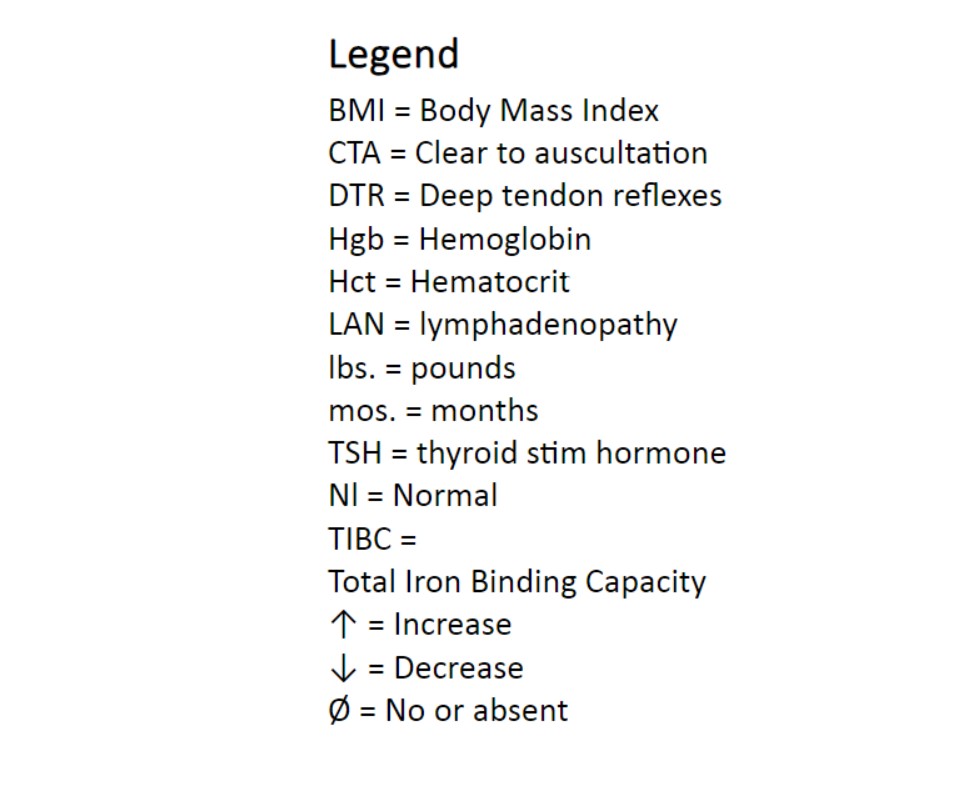 Legend
BMI = Body Mass Index
CTA = Clear to auscultation
DTR = Deep tendon reflexes
Hgb = Hemoglobin
Hct = Hematocrit
LAN = lymphadenopathy
lbs. = pounds
mos. = months
TSH = thyroid stim hormone
Nl = Normal
TIBC =
Total Iron Binding Capacity
↑ = Increase
↓ = Decrease
Ø = No or absent